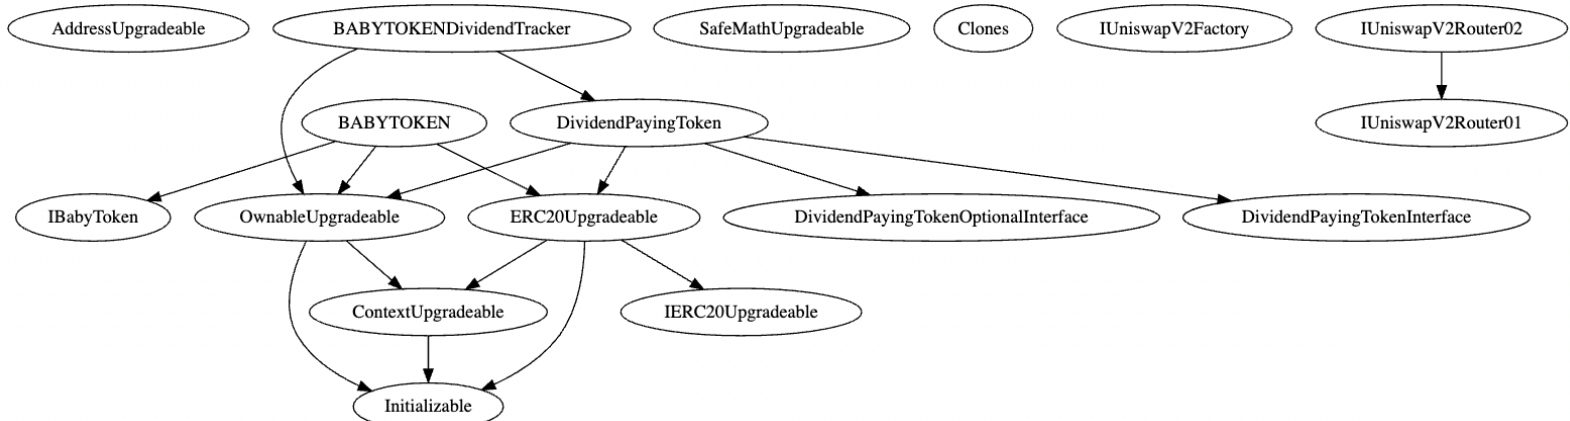 AddressUpgradeable
BABYTOKENDividendTracker
SafeMathUpgradeable
Clones
IUniswapV2Factory
IUniswapV2Router02
BABYTOKEN
DividendPayingToken
IUniswapV2Router01
IBabyToken
OwnableUpgradeable
ERC20Upgradeable
DividendPayingTokenOptionalInterface
DividendPayingTokenInterface
ContextUpgradeable
IERC20Upgradeable
Initializable